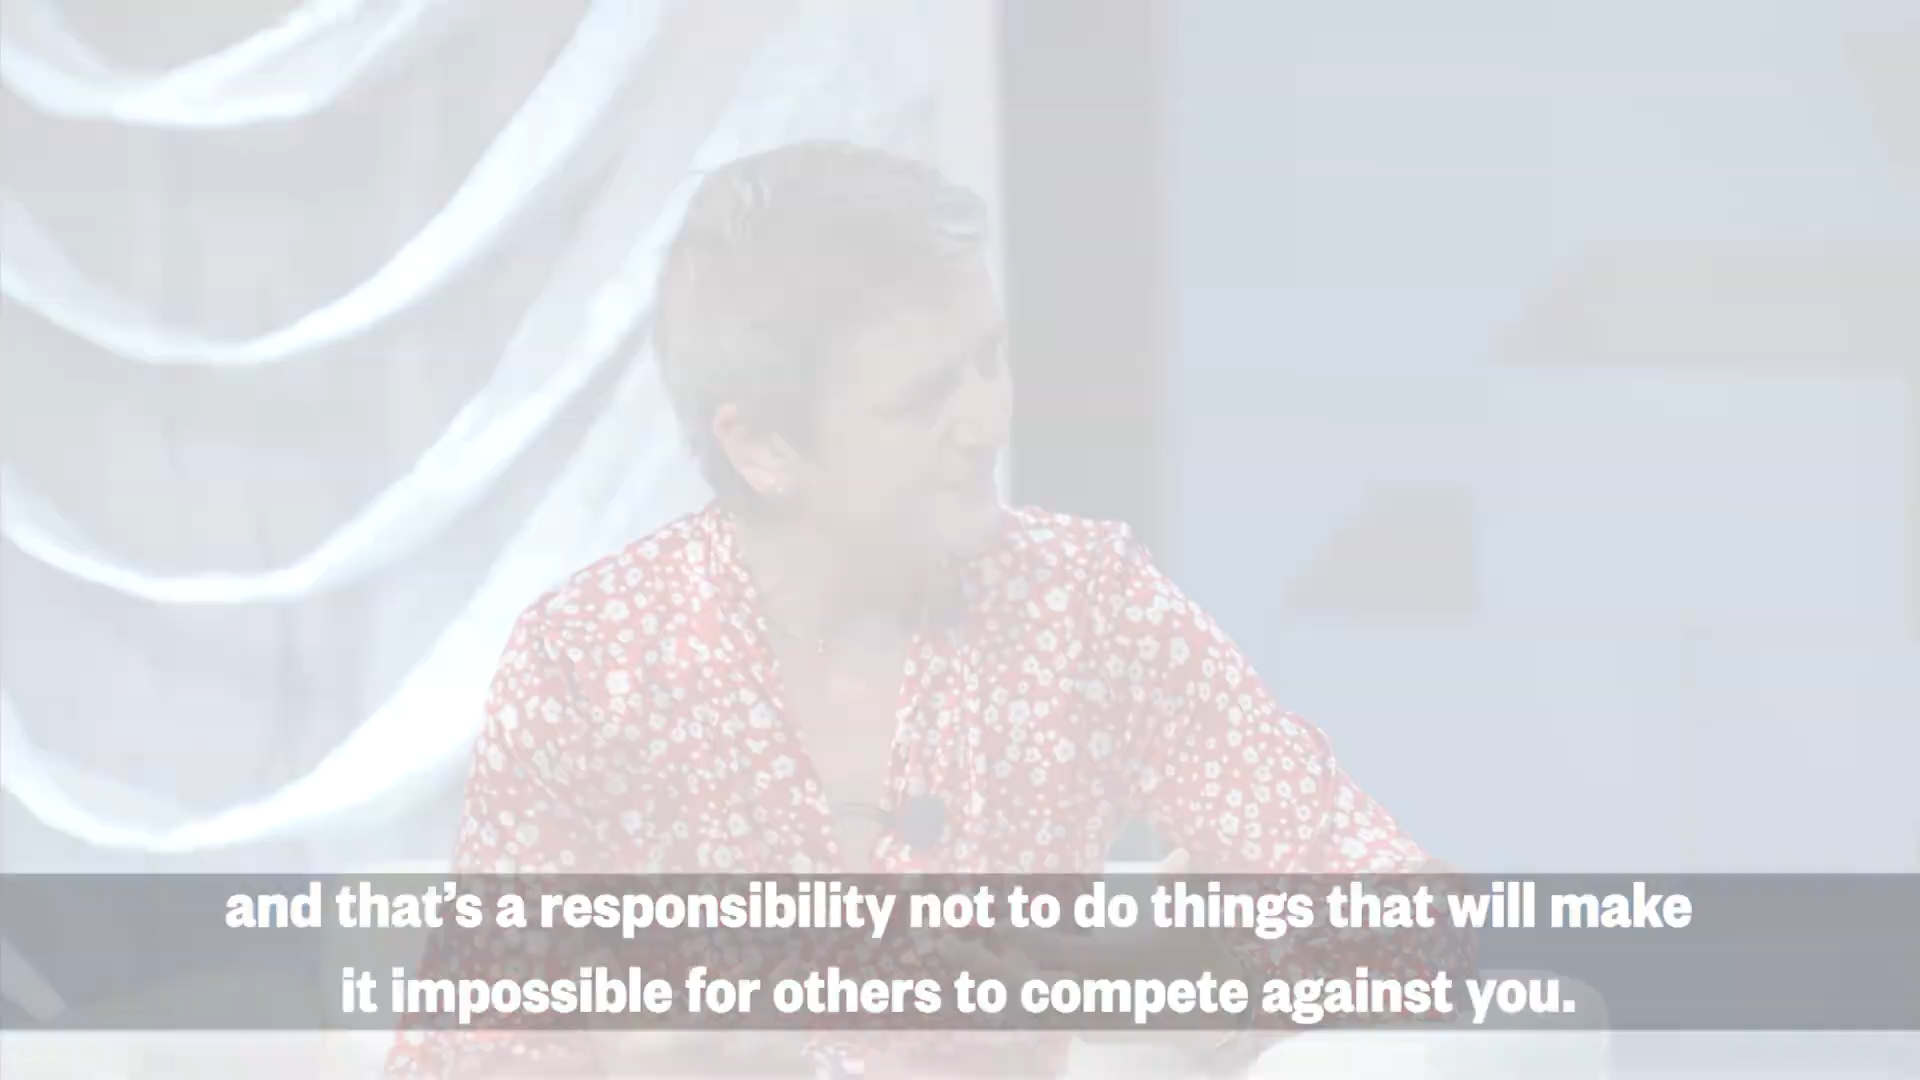 and that’s a responsibility not to do things that will make
it impossible for others to compete against you.